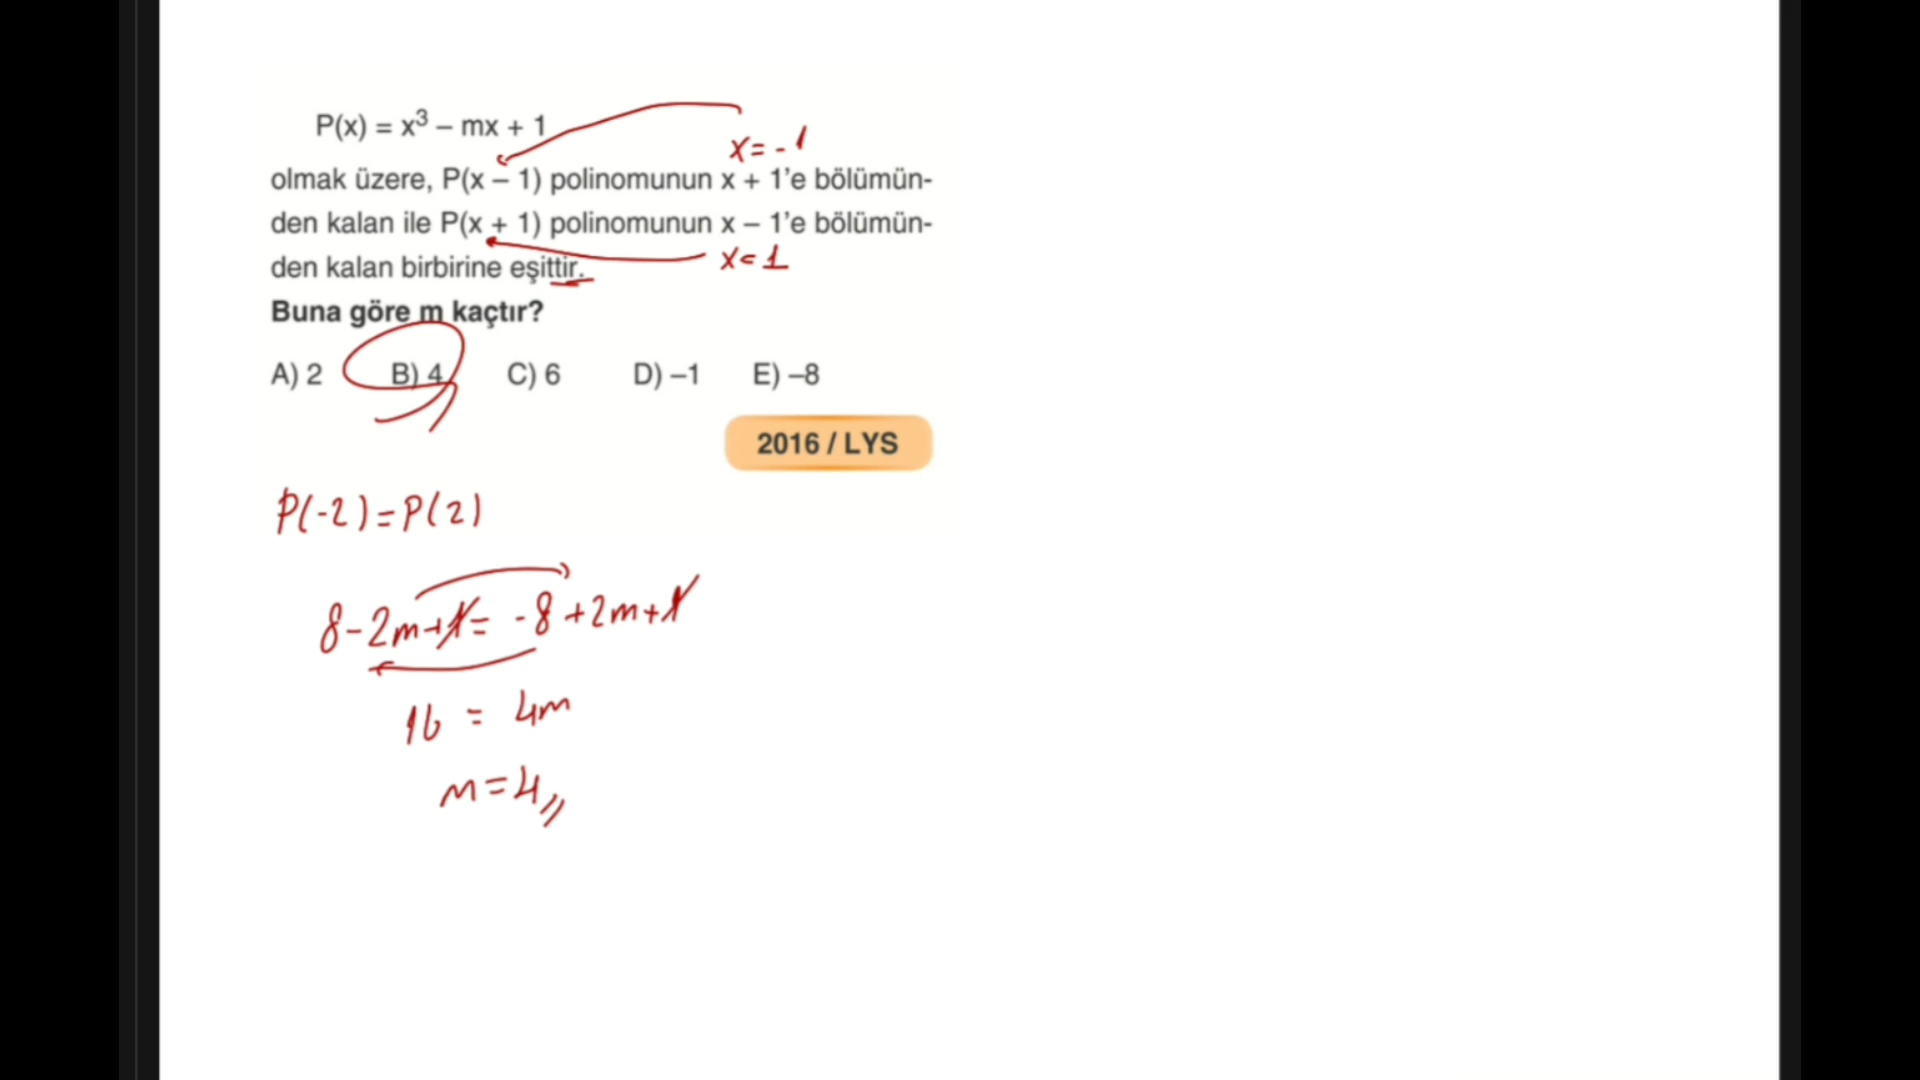 P(x) = x³ – mx + 1
x = -1
olmak üzere, P(x – 1) polinomunun x + 1'e bölümün-
den kalan ile P(x + 1) polinomunun x – 1'e bölümün-
den kalan birbirine eşittir.
x = 1
Buna göre m kaçtır?
A) 2 B) 4 C) 6 D) –1 E) –8
2016 / LYS
P(-2) = P(2)
8 - 2m + 1 = -8 + 2m + 1
16 = 4m
m = 4